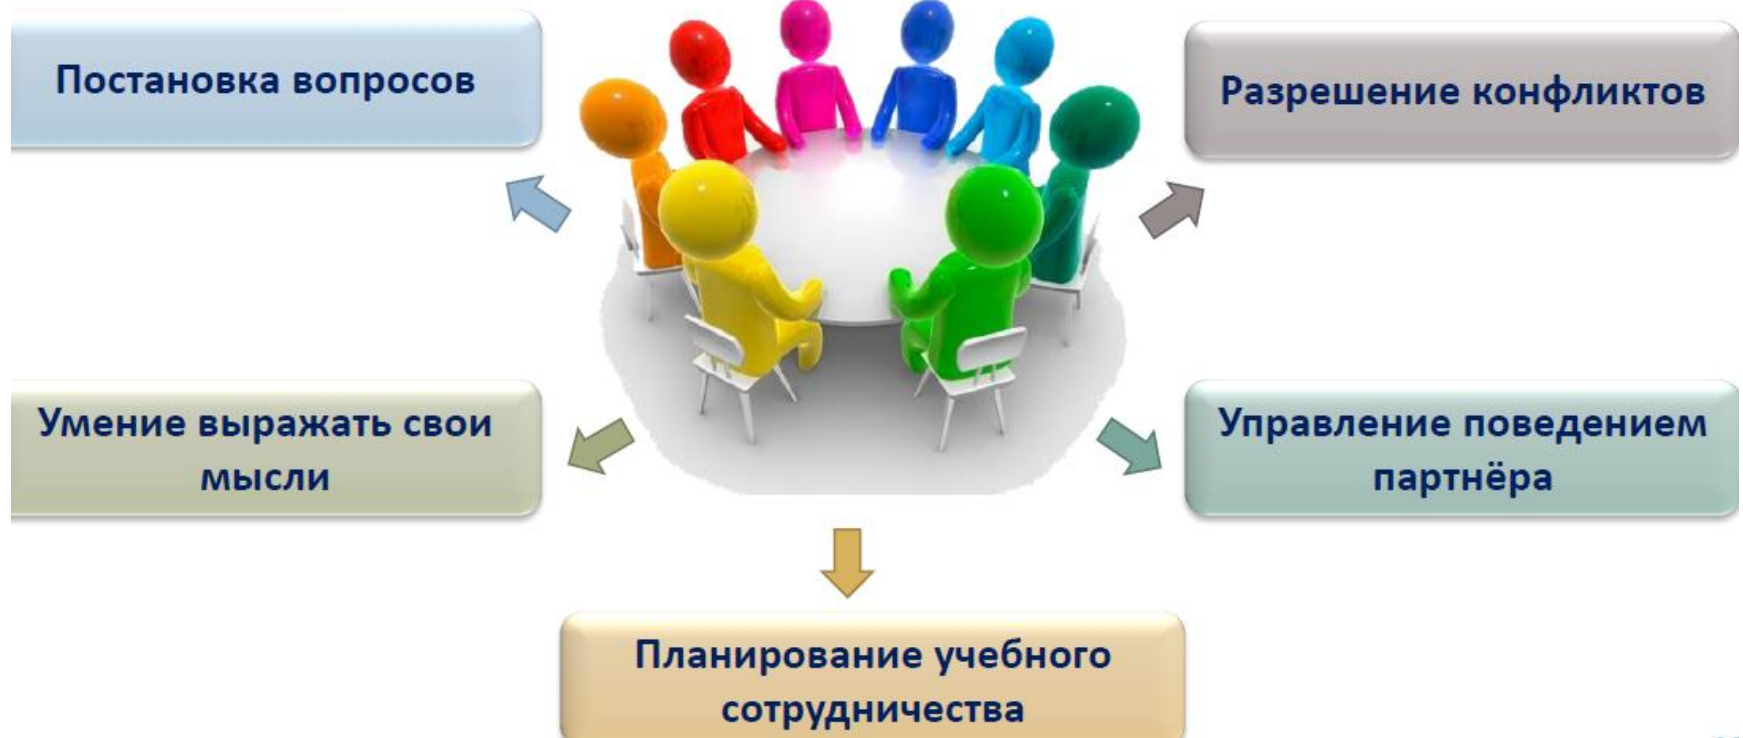 Постановка вопросов
Разрешение конфликтов
Умение выражать свои
мысли
Управление поведением
партнёра
Планирование учебного
сотрудничества